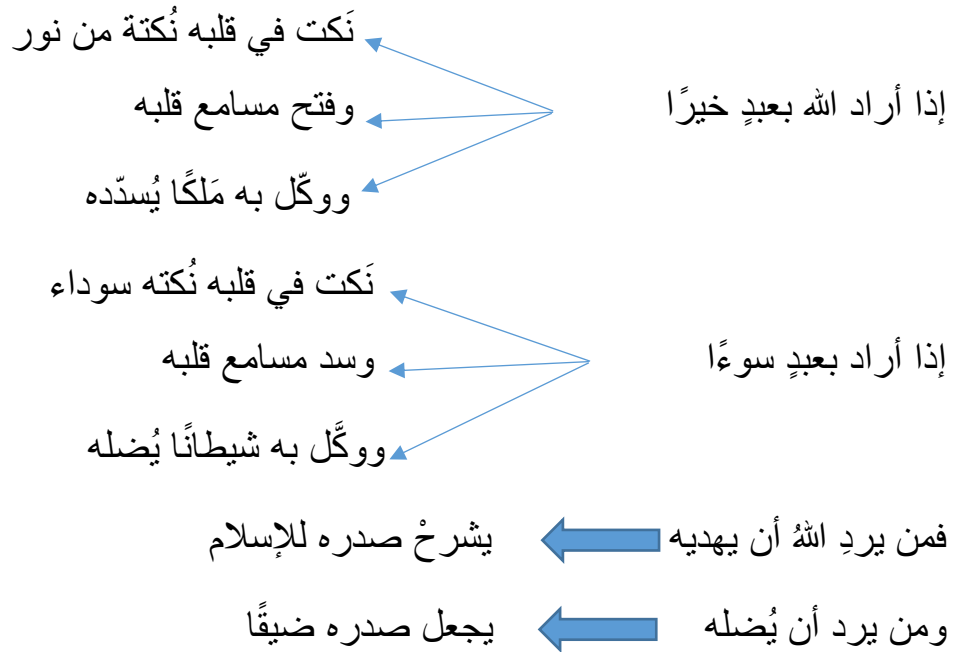 نَكت في قلبه نُكتة من نور
إذا أراد الله بعبدٍ خيرًا
وفتح مسامع قلبه
ووكّل به مَلكًا يُسدّده
نَكت في قلبه نُكته سوداء
إذا أراد بعبدٍ سوءًا
وسد مسامع قلبه
ووكَّل به شيطانًا يُضله
فمن يردِ اللهُ أن يهديه يشرحْ صدره للإسلام
ومن يرد أن يُضله يجعل صدره ضيقًا